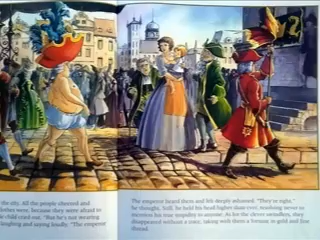 the city. All the people cheered and
clothes were, because they were afraid to
child cried out. "But he's not wearing
laughing and soon loudly. "The emperor
The emperor heard them and felt deeply ashamed. "They're right,"
he thought. Still, he held his head higher than ever, resolving never to
mention his true stupidity to anyone. As for the clever swindlers, they
disappeared without a trace, taking with them a fortune in gold and fine
thread.